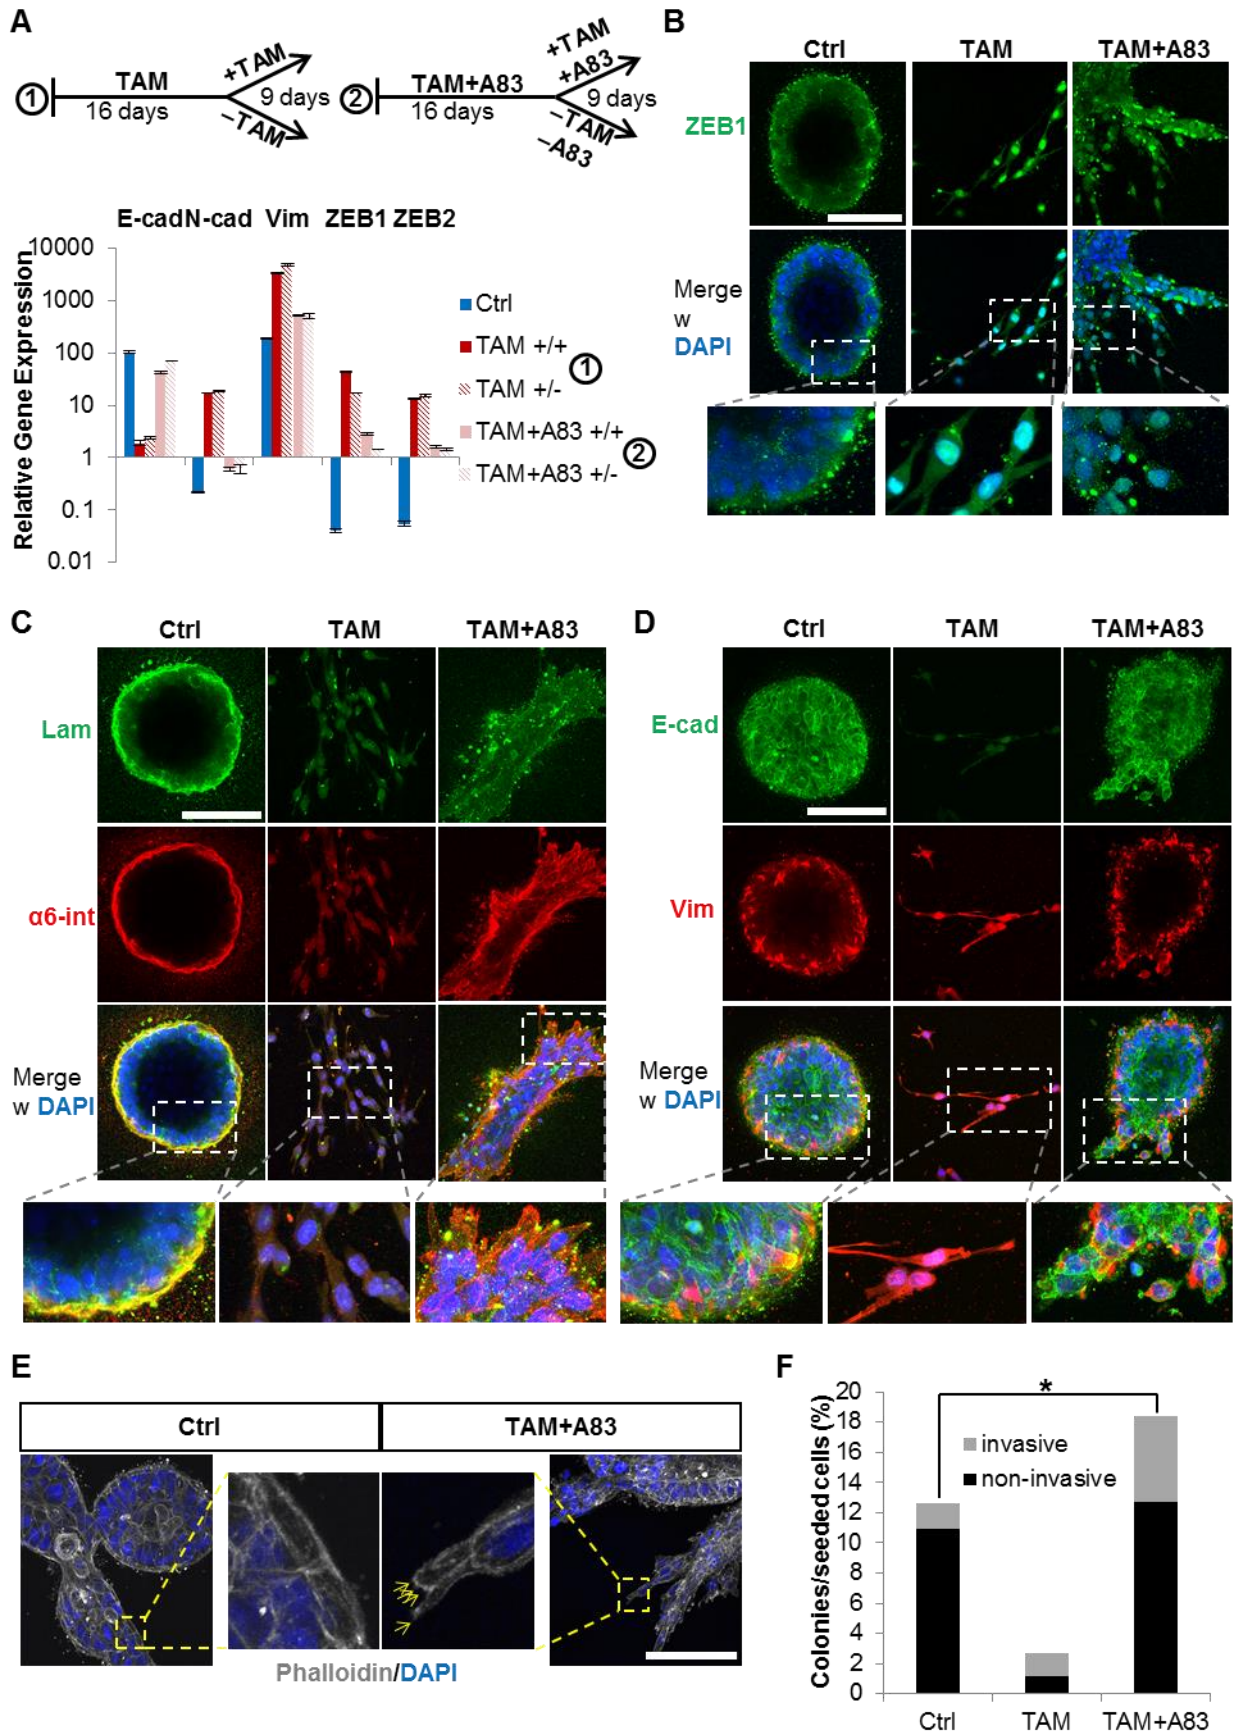 A
1
TAM
16 days
+TAM
9 days
−TAM
2
TAM+A83
16 days
+TAM
+A83
9 days
−TAM
−A83
E-cad N-cad Vim ZEB1 ZEB2
Relative Gene Expression
10000
1000
100
10
1
0.1
0.01
Ctrl
TAM +/+
TAM +/-
1
TAM+A83 +/+
TAM+A83 +/-
2
B
Ctrl TAM TAM+A83
ZEB1
Merge
w
DAPI
C
Ctrl TAM TAM+A83
Lam
α6-int
Merge
w DAPI
D
Ctrl TAM TAM+A83
E-cad
Vim
Merge
w DAPI
E
Ctrl TAM+A83
Phalloidin/DAPI
F
Colonies/seeded cells (%)
20
18
16
14
12
10
8
6
4
2
0
*
invasive
non-invasive
Ctrl TAM TAM+A83